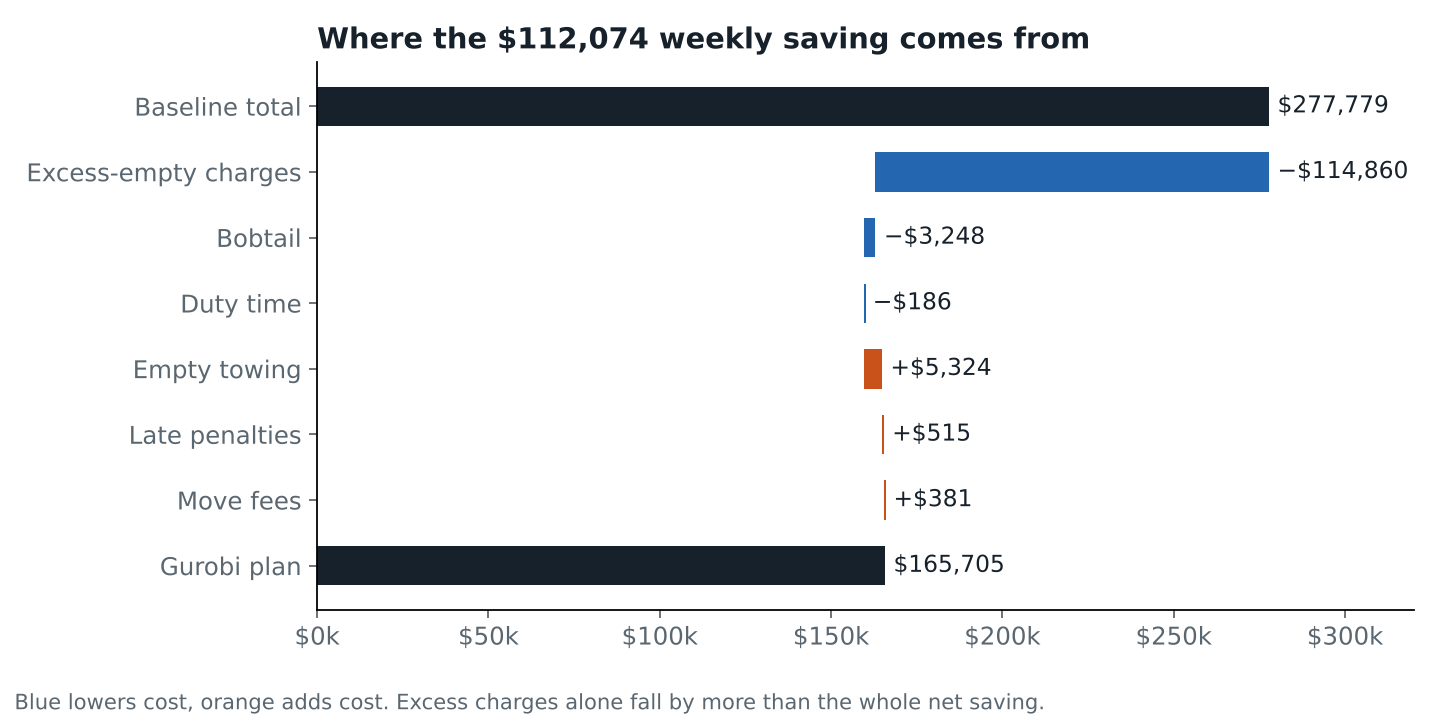 Where the $112,074 weekly saving comes from
Baseline total
$277,779
Excess-empty charges
−$114,860
Bobtail
−$3,248
Duty time
−$186
Empty towing
+$5,324
Late penalties
+$515
Move fees
+$381
Gurobi plan
$165,705
$0k
$50k
$100k
$150k
$200k
$250k
$300k
Blue lowers cost, orange adds cost. Excess charges alone fall by more than the whole net saving.